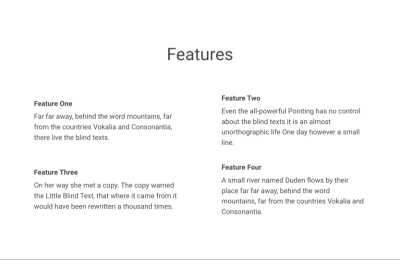 Features
Feature One
Far far away, behind the word mountains, far
from the countries Vokalia and Consonantia,
there live the blind texts.
Feature Two
Even the all-powerful Pointing has no control
about the blind texts it is an almost
unorthographic life One day however a small
line.
Feature Three
On her way she met a copy. The copy warned
the Little Blind Text, that where it came from it
would have been rewritten a thousand times.
Feature Four
A small river named Duden flows by their
place far far away, behind the word
mountains, far from the countries Vokalia and
Consonantia.